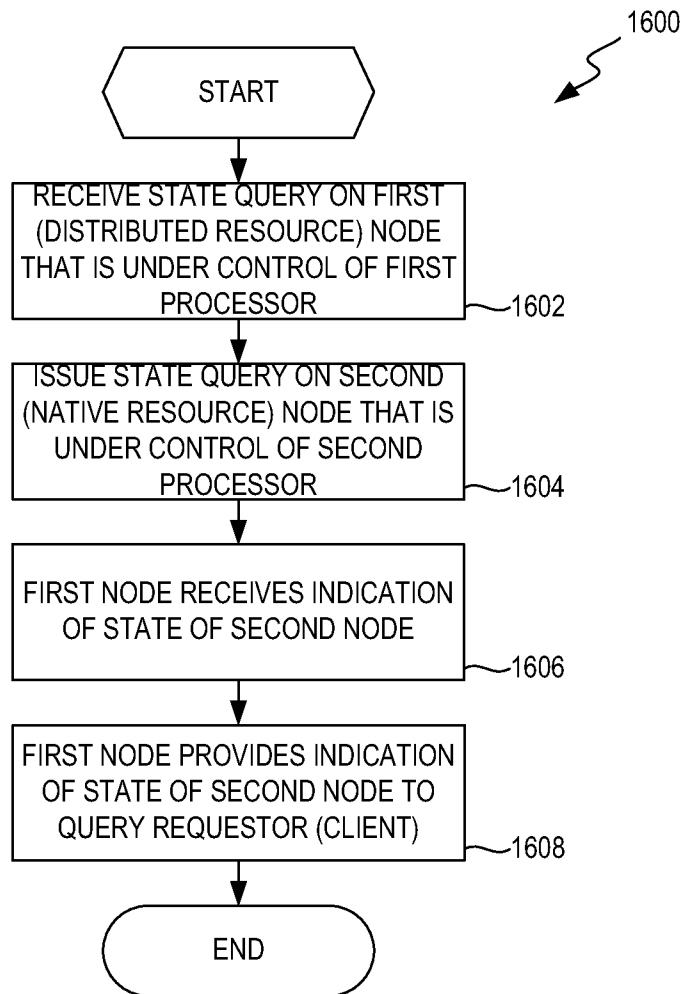 1600
START
RECEIVE STATE QUERY ON FIRST
(DISTRIBUTED RESOURCE) NODE
THAT IS UNDER CONTROL OF FIRST
PROCESSOR
1602
ISSUE STATE QUERY ON SECOND
(NATIVE RESOURCE) NODE THAT IS
UNDER CONTROL OF SECOND
PROCESSOR
1604
FIRST NODE RECEIVES INDICATION
OF STATE OF SECOND NODE
1606
FIRST NODE PROVIDES INDICATION
OF STATE OF SECOND NODE TO
QUERY REQUESTOR (CLIENT)
1608
END